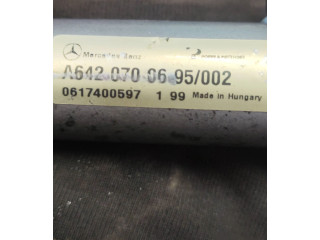 Mercedes Benz
A642 070 06 95/002
0617400597 1 99 Made in Hungary